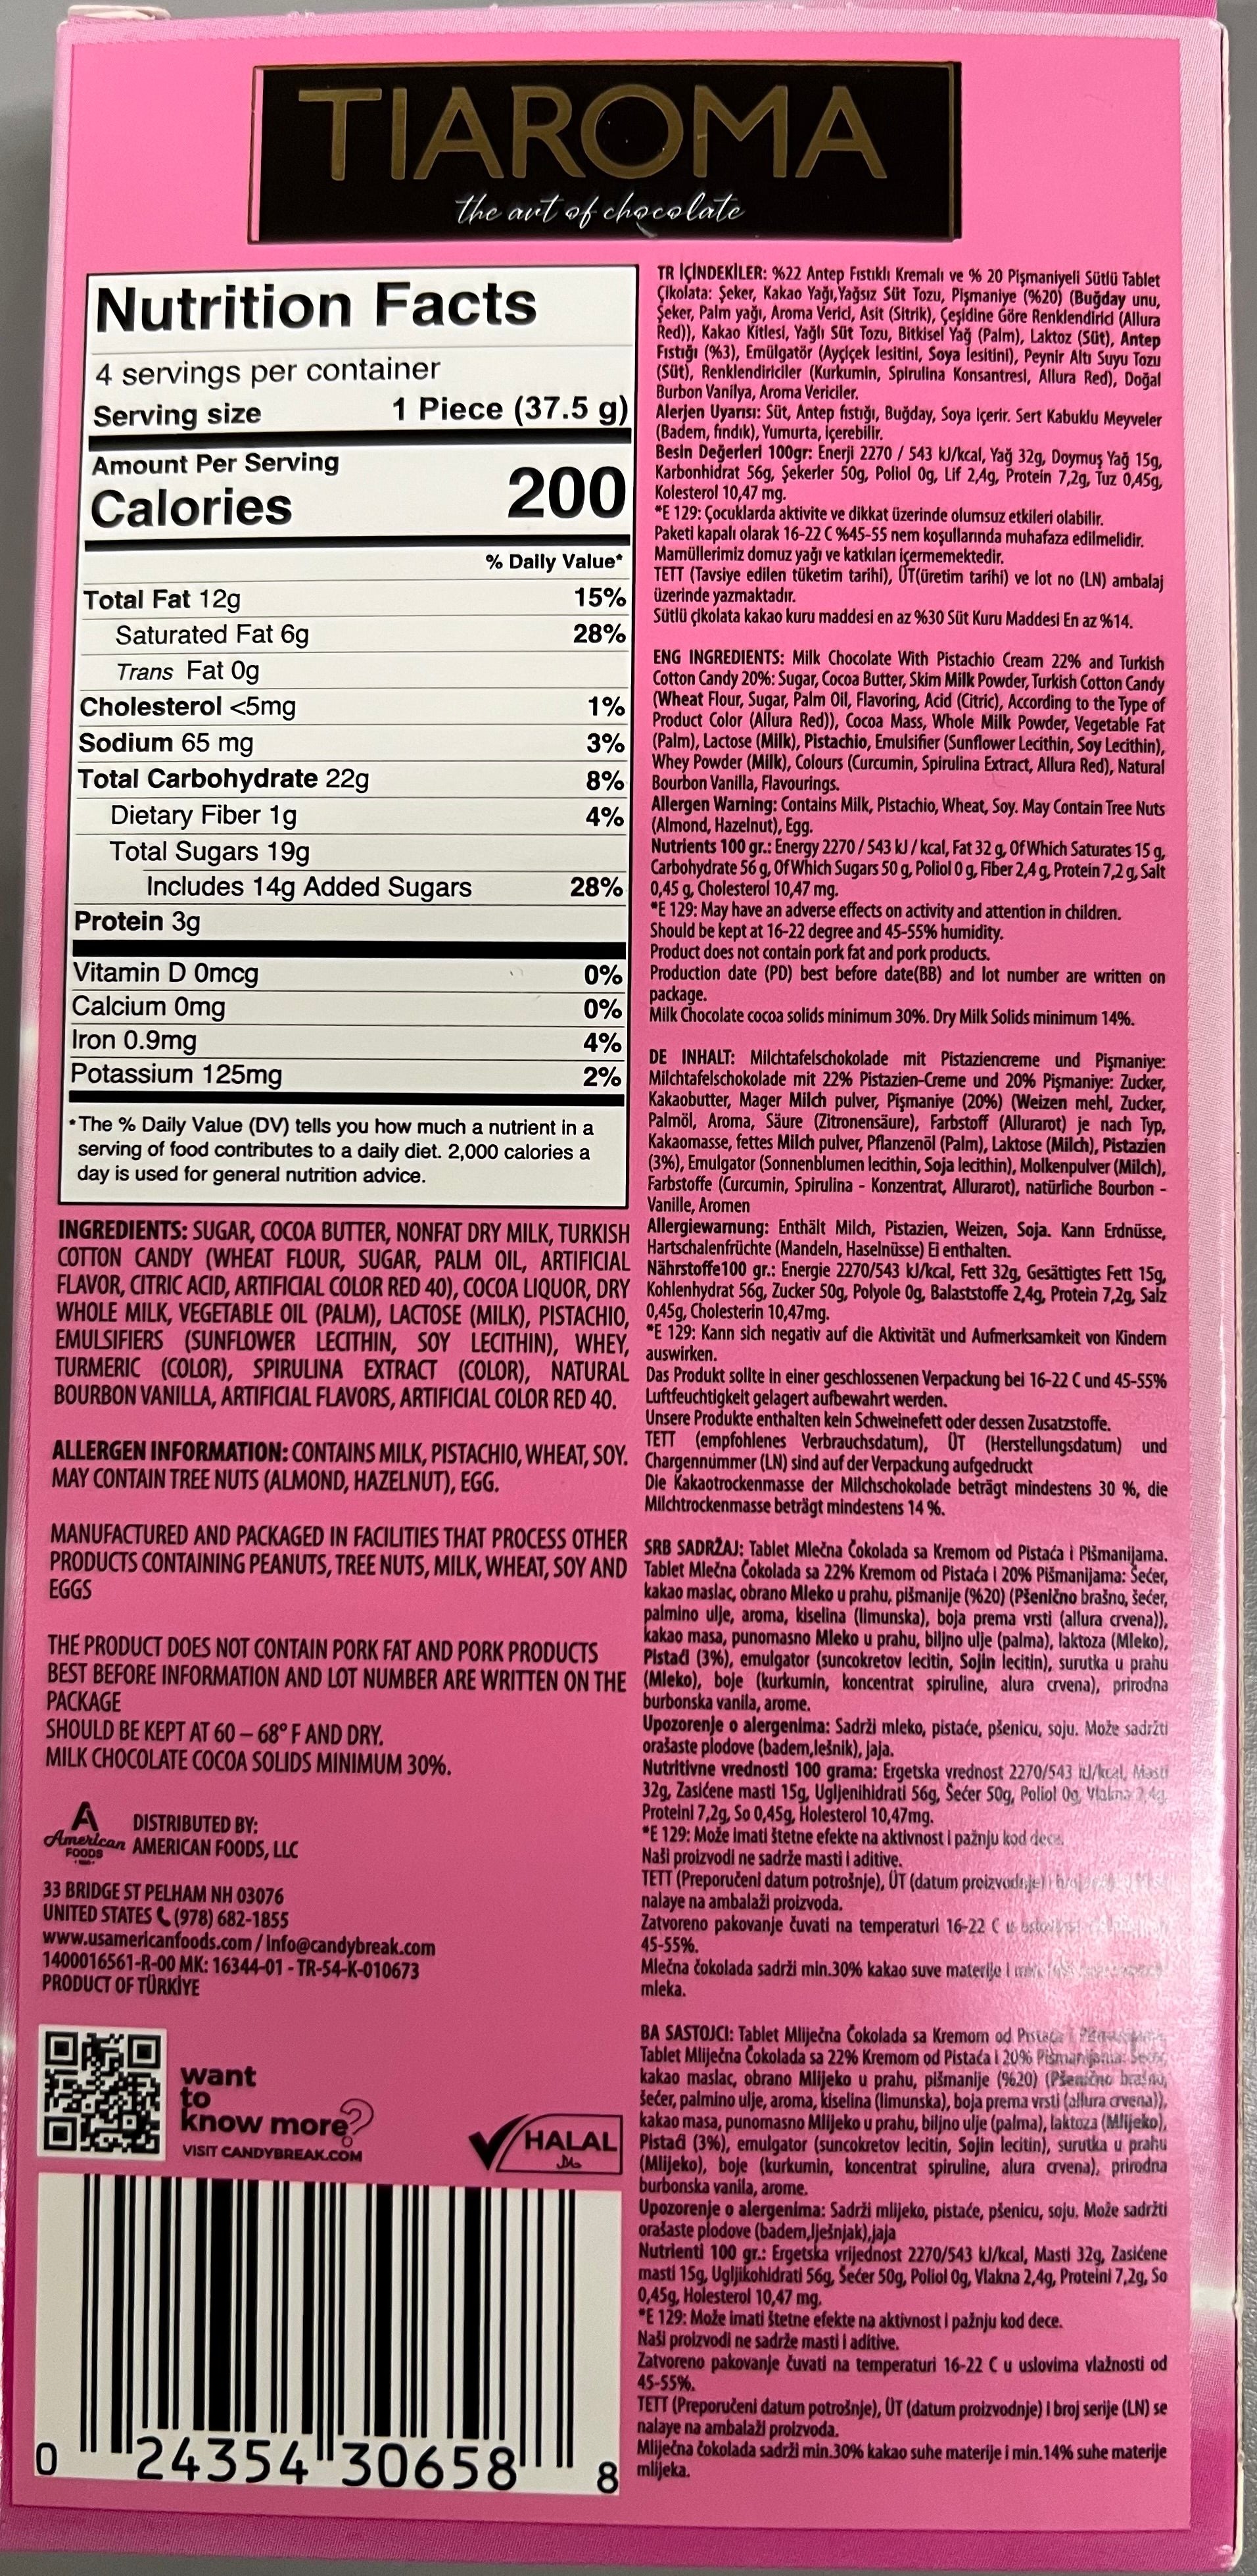 TIAROMA
the art of chocolate
Nutrition Facts
4 servings per container
Serving size 1 Piece (37.5 g)
Amount Per Serving
Calories 200
% Daily Value*
Total Fat 12g 15%
Saturated Fat 6g 28%
Trans Fat 0g
Cholesterol <5mg 1%
Sodium 65 mg 3%
Total Carbohydrate 22g 8%
Dietary Fiber 1g 4%
Total Sugars 19g
Includes 14g Added Sugars 28%
Protein 3g
Vitamin D 0mcg 0%
Calcium 0mg 0%
Iron 0.9mg 4%
Potassium 125mg 2%
*The % Daily Value (DV) tells you how much a nutrient in a
serving of food contributes to a daily diet. 2,000 calories a
day is used for general nutrition advice.
INGREDIENTS: SUGAR, COCOA BUTTER, NONFAT DRY MILK, TURKISH
COTTON CANDY (WHEAT FLOUR, SUGAR, PALM OIL, ARTIFICIAL
FLAVOR, CITRIC ACID, ARTIFICIAL COLOR RED 40), COCOA LIQUOR, DRY
WHOLE MILK, VEGETABLE OIL (PALM), LACTOSE (MILK), PISTACHIO,
EMULSIFIERS (SUNFLOWER LECITHIN, SOY LECITHIN), WHEY,
TURMERIC (COLOR), SPIRULINA EXTRACT (COLOR), NATURAL
BOURBON VANILLA, ARTIFICIAL FLAVORS, ARTIFICIAL COLOR RED 40.
ALLERGEN INFORMATION: CONTAINS MILK, PISTACHIO, WHEAT, SOY.
MAY CONTAIN TREE NUTS (ALMOND, HAZELNUT), EGG.
MANUFACTURED AND PACKAGED IN FACILITIES THAT PROCESS OTHER
PRODUCTS CONTAINING PEANUTS, TREE NUTS, MILK, WHEAT, SOY AND
EGGS
THE PRODUCT DOES NOT CONTAIN PORK FAT AND PORK PRODUCTS
BEST BEFORE INFORMATION AND LOT NUMBER ARE WRITTEN ON THE
PACKAGE
SHOULD BE KEPT AT 60 – 68° F AND DRY.
MILK CHOCOLATE COCOA SOLIDS MINIMUM 30%.
A
American
FOODS
DISTRIBUTED BY:
AMERICAN FOODS, LLC
33 BRIDGE ST PELHAM NH 03076
UNITED STATES (978) 682-1855
www.usamericanfoods.com / info@candybreak.com
1400016561-R-00 MK: 16344-01 - TR-54-K-010673
PRODUCT OF TÜRKİYE
want
to
know more?
VISIT CANDYBREAK.COM
HALAL
0 24354 30658 8
TR İÇİNDEKİLER: %22 Antep Fıstıklı Kremalı ve % 20 Pişmaniyeli Sütlü Tablet
Çikolata: Şeker, Kakao Yağı,Yağsız Süt Tozu, Pişmaniye (%20) (Buğday unu,
Şeker, Palm yağı, Aroma Verici, Asit (Sitrik), Çeşidine Göre Renklendirici (Allura
Red)), Kakao Kitlesi, Yağlı Süt Tozu, Bitkisel Yağ (Palm), Laktoz (Süt), Antep
Fıstığı (%3), Emülgatör (Ayçiçek lesitini, Soya lesitini), Peynir Altı Suyu Tozu
(Süt), Renklendiriciler (Kurkumin, Spirulina Konsantresi, Allura Red), Doğal
Burbon Vanilya, Aroma Vericiler.
Alerjen Uyarısı: Süt, Antep fıstığı, Buğday, Soya içerir. Sert Kabuklu Meyveler
(Badem, fındık), Yumurta, içerebilir.
Besin Değerleri 100gr: Enerji 2270 / 543 kJ/kcal, Yağ 32g, Doymuş Yağ 15g,
Karbonhidrat 56g, Şekerler 50g, Poliol 0g, Lif 2,4g, Protein 7,2g, Tuz 0,45g,
Kolesterol 10,47 mg.
*E 129: Çocuklarda aktivite ve dikkat üzerinde olumsuz etkileri olabilir.
Paketi kapalı olarak 16-22 C %45-55 nem koşullarında muhafaza edilmelidir.
Mamüllerimiz domuz yağı ve katkıları içermemektedir.
TETT (Tavsiye edilen tüketim tarihi), ÜT(üretim tarihi) ve lot no (LN) ambalaj
üzerinde yazmaktadır.
Sütlü çikolata kakao kuru maddesi en az %30 Süt Kuru Maddesi En az %14.
ENG INGREDIENTS: Milk Chocolate With Pistachio Cream 22% and Turkish
Cotton Candy 20%: Sugar, Cocoa Butter, Skim Milk Powder, Turkish Cotton Candy
(Wheat Flour, Sugar, Palm Oil, Flavoring, Acid (Citric), According to the Type of
Product Color (Allura Red)), Cocoa Mass, Whole Milk Powder, Vegetable Fat
(Palm), Lactose (Milk), Pistachio, Emulsifier (Sunflower Lecithin, Soy Lecithin),
Whey Powder (Milk), Colours (Curcumin, Spirulina Extract, Allura Red), Natural
Bourbon Vanilla, Flavourings.
Allergen Warning: Contains Milk, Pistachio, Wheat, Soy. May Contain Tree Nuts
(Almond, Hazelnut), Egg.
Nutrients 100 gr.: Energy 2270 / 543 kJ / kcal, Fat 32 g, Of Which Saturates 15 g,
Carbohydrate 56 g, Of Which Sugars 50 g, Poliol 0 g, Fiber 2,4 g, Protein 7,2 g, Salt
0,45 g, Cholesterol 10,47 mg.
*E 129: May have an adverse effects on activity and attention in children.
Should be kept at 16-22 degree and 45-55% humidity.
Product does not contain pork fat and pork products.
Production date (PD) best before date(BB) and lot number are written on
package.
Milk Chocolate cocoa solids minimum 30%. Dry Milk Solids minimum 14%.
DE INHALT: Milchtafelschokolade mit Pistaziencreme und Pişmaniye:
Milchtafelschokolade mit 22% Pistazien-Creme und 20% Pişmaniye: Zucker,
Kakaobutter, Mager Milch pulver, Pişmaniye (20%) (Weizen mehl, Zucker,
Palmöl, Aroma, Säure (Zitronensäure), Farbstoff (Allurarot) je nach Typ,
Kakaomasse, fettes Milch pulver, Pflanzenöl (Palm), Laktose (Milch), Pistazien
(3%), Emulgator (Sonnenblumen lecithin, Soja lecithin), Molkenpulver (Milch),
Farbstoffe (Curcumin, Spirulina - Konzentrat, Allurarot), natürliche Bourbon -
Vanille, Aromen
Allergiewarnung: Enthält Milch, Pistazien, Weizen, Soja. Kann Erdnüsse,
Hartschalenfrüchte (Mandeln, Haselnüsse) Ei enthalten.
Nährstoffe100 gr.: Energie 2270/543 kJ/kcal, Fett 32g, Gesättigtes Fett 15g,
Kohlenhydrat 56g, Zucker 50g, Polyole 0g, Balaststoffe 2,4g, Protein 7,2g, Salz
0,45g, Cholesterin 10,47mg.
*E 129: Kann sich negativ auf die Aktivität und Aufmerksamkeit von Kindern
auswirken.
Das Produkt sollte in einer geschlossenen Verpackung bei 16-22 C und 45-55%
Luftfeuchtigkeit gelagert aufbewahrt werden.
Unsere Produkte enthalten kein Schweinefett oder dessen Zusatzstoffe.
TETT (empfohlenes Verbrauchsdatum), ÜT (Herstellungsdatum) und
Chargennummer (LN) sind auf der Verpackung aufgedruckt
Die Kakaotrockenmasse der Milchschokolade beträgt mindestens 30 %, die
Milchtrockenmasse beträgt mindestens 14 %.
SRB SADRŽAJ: Tablet Mlečna Čokolada sa Kremom od Pistaća i Pišmanijama.
Tablet Mlečna Čokolada sa 22% Kremom od Pistaća i 20% Pišmanijama: Šećer,
kakao maslac, obrano Mleko u prahu, pišmanije (%20) (Pšenično brašno, šećer,
palmino ulje, aroma, kiselina (limunska), boja prema vrsti (allura crvena)),
kakao masa, punomasno Mleko u prahu, biljno ulje (palma), laktoza (Mleko),
Pistaći (3%), emulgator (suncokretov lecitin, Sojin lecitin), surutka u prahu
(Mleko), boje (kurkumin, koncentrat spiruline, alura crvena), prirodna
burbonska vanila, arome.
Upozorenje o alergenima: Sadrži mleko, pistaće, pšenicu, soju. Može sadržti
orašaste plodove (badem,lešnik), jaja.
Nutritivne vrednosti 100 grama: Ergetska vrednost 2270/543 kJ/kcal, Masti
32g, Zasićene masti 15g, Ugljenihidrati 56g, Šećer 50g, Poliol 0g, Vlakna 2,4g,
Proteini 7,2g, So 0,45g, Holesterol 10,47mg.
*E 129: Može imati štetne efekte na aktivnost i pažnju kod dece.
Naši proizvodi ne sadrže masti i aditive.
TETT (Preporučeni datum potrošnje), ÜT (datum proizvodnje) i
nalaye na ambalaži proizvoda.
Zatvoreno pakovanje čuvati na temperaturi 16-22 C
45-55%.
Mlečna čokolada sadrži min.30% kakao suve materije i
mleka.
BA SASTOJCI: Tablet Mliječna Čokolada sa Kremom od Pistaća i
Tablet Mliječna Čokolada sa 22% Kremom od Pistaća i 20% Pišmanijama: Šećer,
kakao maslac, obrano Mlijeko u prahu, pišmanije (%20) (Pšenično brašno,
šećer, palmino ulje, aroma, kiselina (limunska), boja prema vrsti (allura crvena)),
kakao masa, punomasno Mlijeko u prahu, biljno ulje (palma), laktoza (Mlijeko),
Pistaći (3%), emulgator (suncokretov lecitin, Sojin lecitin), surutka u prahu
(Mlijeko), boje (kurkumin, koncentrat spiruline, alura crvena), prirodna
burbonska vanila, arome.
Upozorenje o alergenima: Sadrži mlijeko, pistaće, pšenicu, soju. Može sadržti
orašaste plodove (badem,lješnjak),jaja
Nutrienti 100 gr.: Ergetska vrijednost 2270/543 kJ/kcal, Masti 32g, Zasićene
masti 15g, Ugljikohidrati 56g, Šećer 50g, Poliol 0g, Vlakna 2,4g, Proteini 7,2g, So
0,45g, Holesterol 10,47 mg.
*E 129: Može imati štetne efekte na aktivnost i pažnju kod dece.
Naši proizvodi ne sadrže masti i aditive.
Zatvoreno pakovanje čuvati na temperaturi 16-22 C u uslovima vlažnosti od
45-55%.
TETT (Preporučeni datum potrošnje), ÜT (datum proizvodnje) i broj serije (LN) se
nalaye na ambalaži proizvoda.
Mliječna čokolada sadrži min.30% kakao suhe materije i min.14% suhe materije
mlijeka.